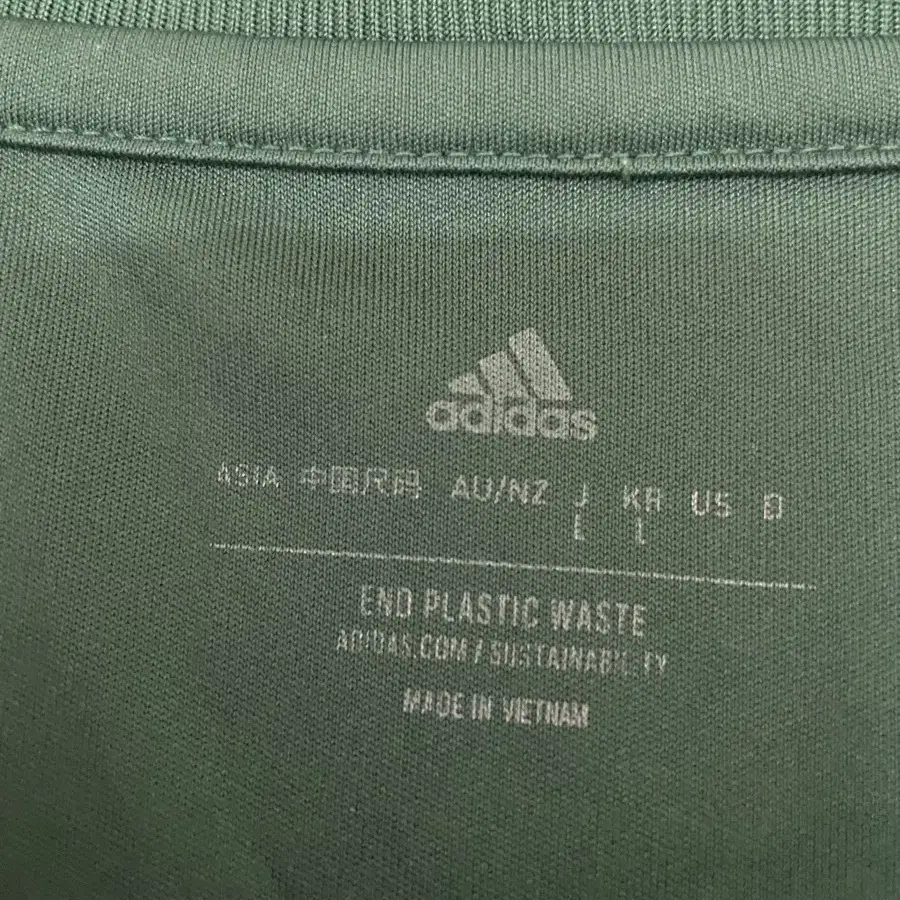 adidas
ASIA 中国尺码 AU/NZ J KR US D
L L
END PLASTIC WASTE
ADIDAS.COM / SUSTAINABILITY
MADE IN VIETNAM